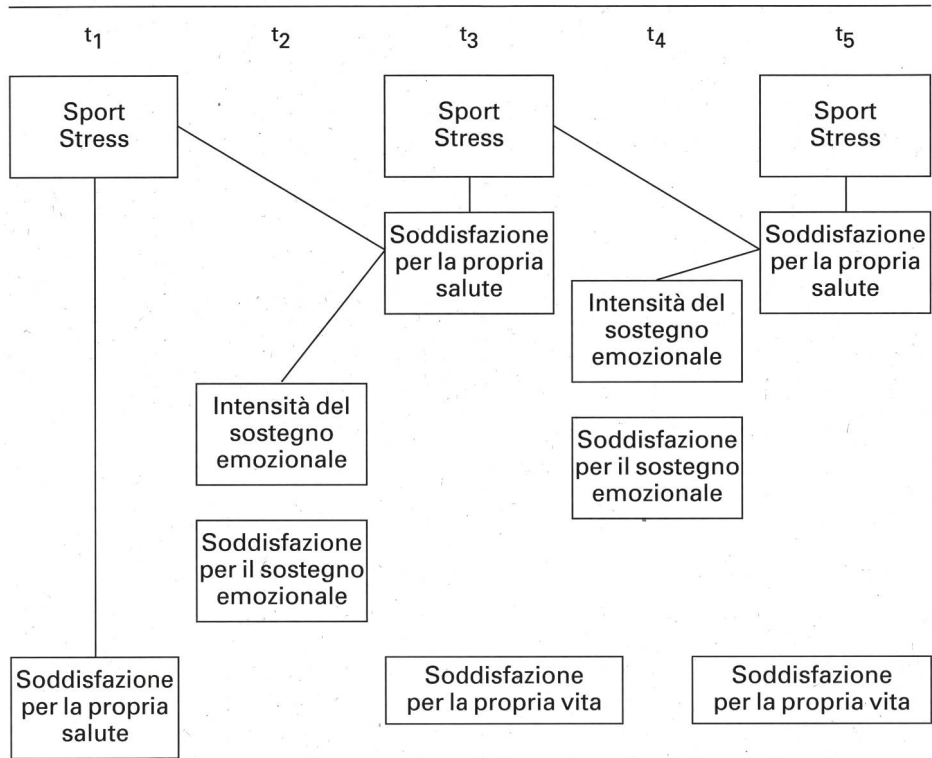 t1 t2 t3 t4 t5
Sport
Stress
Sport
Stress
Sport
Stress
Soddisfazione
per la propria
salute
Soddisfazione
per la propria
salute
Intensità del
sostegno
emozionale
Intensità del
sostegno
emozionale
Soddisfazione
per il sostegno
emozionale
Soddisfazione
per il sostegno
emozionale
Soddisfazione
per la propria
salute
Soddisfazione
per la propria vita
Soddisfazione
per la propria vita